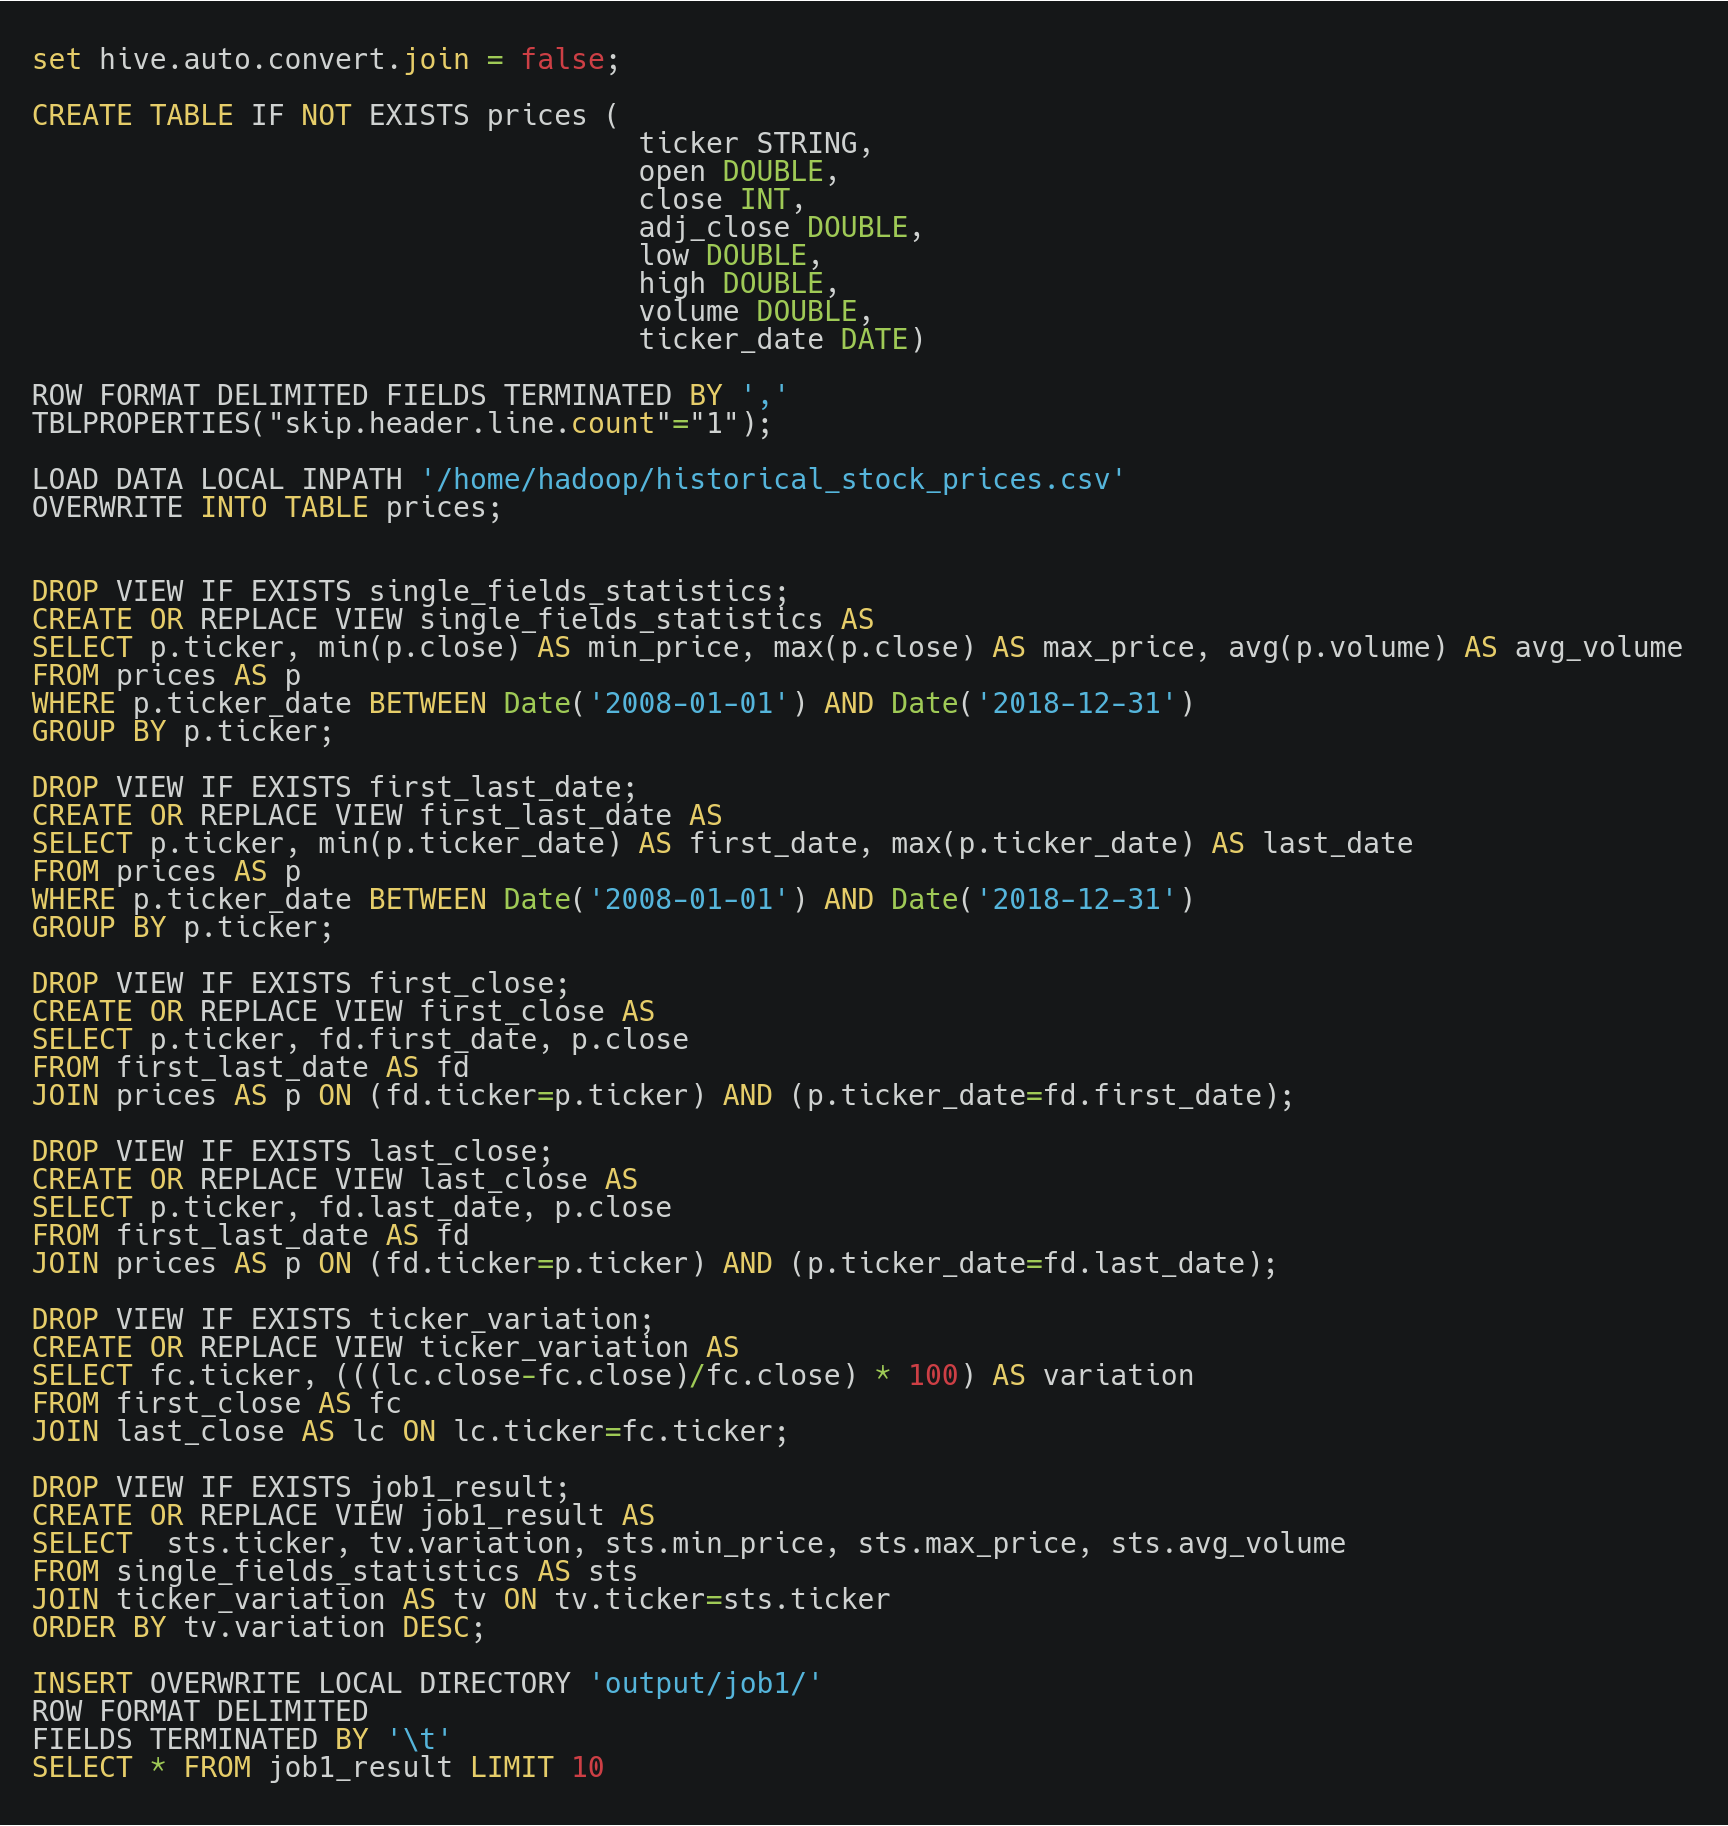 set hive.auto.convert.join = false;
CREATE TABLE IF NOT EXISTS prices (
ticker STRING,
open DOUBLE,
close INT,
adj_close DOUBLE,
low DOUBLE,
high DOUBLE,
volume DOUBLE,
ticker_date DATE)
ROW FORMAT DELIMITED FIELDS TERMINATED BY ','
TBLPROPERTIES("skip.header.line.count"="1");
LOAD DATA LOCAL INPATH '/home/hadoop/historical_stock_prices.csv'
OVERWRITE INTO TABLE prices;
DROP VIEW IF EXISTS single_fields_statistics;
CREATE OR REPLACE VIEW single_fields_statistics AS
SELECT p.ticker, min(p.close) AS min_price, max(p.close) AS max_price, avg(p.volume) AS avg_volume
FROM prices AS p
WHERE p.ticker_date BETWEEN Date('2008-01-01') AND Date('2018-12-31')
GROUP BY p.ticker;
DROP VIEW IF EXISTS first_last_date;
CREATE OR REPLACE VIEW first_last_date AS
SELECT p.ticker, min(p.ticker_date) AS first_date, max(p.ticker_date) AS last_date
FROM prices AS p
WHERE p.ticker_date BETWEEN Date('2008-01-01') AND Date('2018-12-31')
GROUP BY p.ticker;
DROP VIEW IF EXISTS first_close;
CREATE OR REPLACE VIEW first_close AS
SELECT p.ticker, fd.first_date, p.close
FROM first_last_date AS fd
JOIN prices AS p ON (fd.ticker=p.ticker) AND (p.ticker_date=fd.first_date);
DROP VIEW IF EXISTS last_close;
CREATE OR REPLACE VIEW last_close AS
SELECT p.ticker, fd.last_date, p.close
FROM first_last_date AS fd
JOIN prices AS p ON (fd.ticker=p.ticker) AND (p.ticker_date=fd.last_date);
DROP VIEW IF EXISTS ticker_variation;
CREATE OR REPLACE VIEW ticker_variation AS
SELECT fc.ticker, (((lc.close-fc.close)/fc.close) * 100) AS variation
FROM first_close AS fc
JOIN last_close AS lc ON lc.ticker=fc.ticker;
DROP VIEW IF EXISTS job1_result;
CREATE OR REPLACE VIEW job1_result AS
SELECT  sts.ticker, tv.variation, sts.min_price, sts.max_price, sts.avg_volume
FROM single_fields_statistics AS sts
JOIN ticker_variation AS tv ON tv.ticker=sts.ticker
ORDER BY tv.variation DESC;
INSERT OVERWRITE LOCAL DIRECTORY 'output/job1/'
ROW FORMAT DELIMITED
FIELDS TERMINATED BY '\t'
SELECT * FROM job1_result LIMIT 10